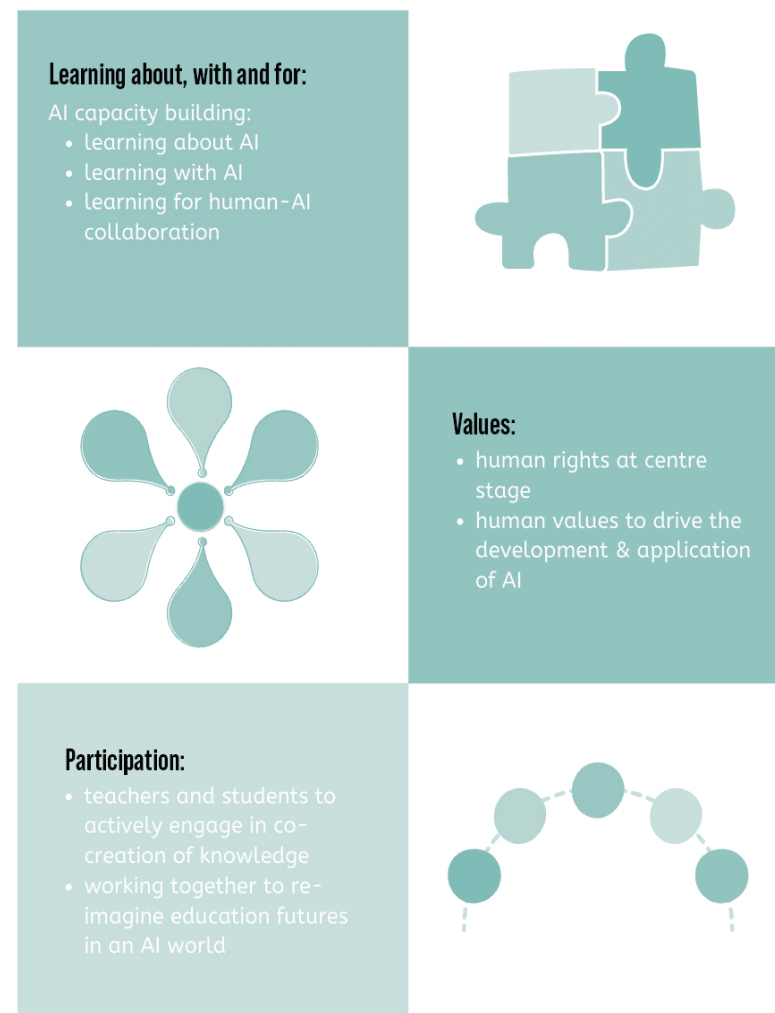 Learning about, with and for:
AI capacity building:
• learning about AI
• learning with AI
• learning for human-AI
collaboration
Values:
• human rights at centre
stage
• human values to drive the
development & application
of AI
Participation:
• teachers and students to
actively engage in co-
creation of knowledge
• working together to re-
imagine education futures
in an AI world